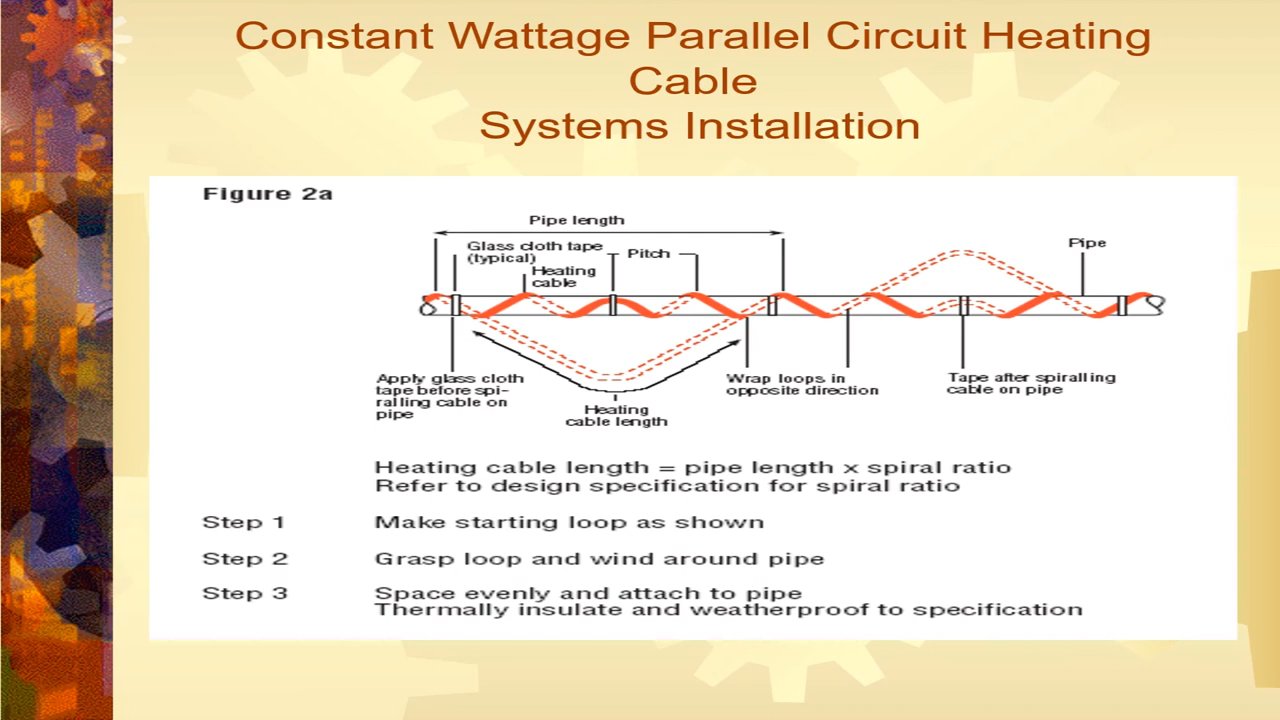 Constant Wattage Parallel Circuit Heating
Cable
Systems Installation
Figure 2a
Pipe length
Glass cloth tape
(typical)
Pitch
Pipe
Heating
cable
Apply glass cloth
tape before spi-
ralling cable on
pipe
Heating
cable length
Wrap loops in
opposite direction
Tape after spiralling
cable on pipe
Heating cable length = pipe length x spiral ratio
Refer to design specification for spiral ratio
Step 1 Make starting loop as shown
Step 2 Grasp loop and wind around pipe
Step 3 Space evenly and attach to pipe
Thermally insulate and weatherproof to specification